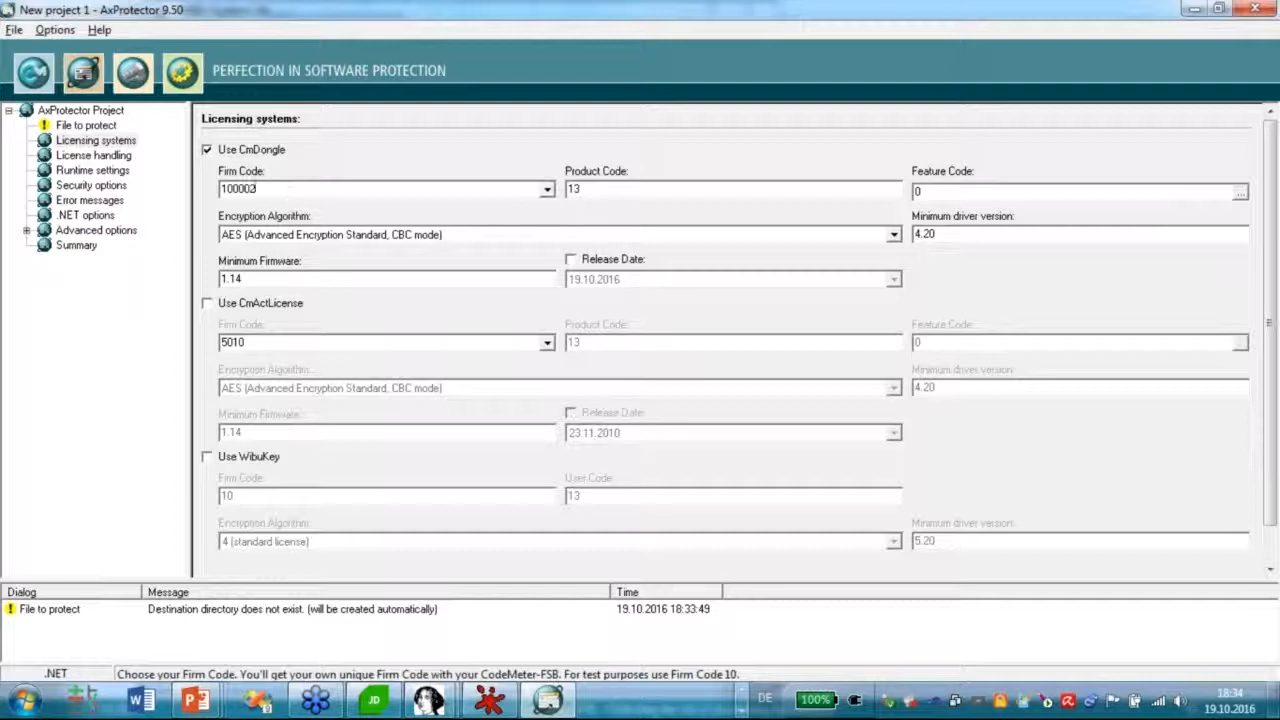 New project 1 - AxProtector 9.50
File Options Help
PERFECTION IN SOFTWARE PROTECTION
AxProtector Project
File to protect
Licensing systems
License handling
Runtime settings
Security options
Error messages
.NET options
Advanced options
Summary
Licensing systems:
Use CmDongle
Firm Code: Product Code: Feature Code:
100002 13 0 ...
Encryption Algorithm: Minimum driver version:
AES (Advanced Encryption Standard, CBC mode) 4.20
Minimum Firmware: Release Date:
1.14 19.10.2016
Use CmActLicense
Firm Code: Product Code: Feature Code:
5010 13 0
Encryption Algorithm: Minimum driver version:
AES (Advanced Encryption Standard, CBC mode) 4.20
Minimum Firmware: Release Date:
1.14 23.11.2010
Use WibuKey
Firm Code: User Code:
10 13
Encryption Algorithm: Minimum driver version:
4 (standard license) 5.20
Dialog Message Time
File to protect Destination directory does not exist. (will be created automatically) 19.10.2016 18:33:49
.NET Choose your Firm Code. You'll get your own unique Firm Code with your CodeMeter-FSB. For test purposes use Firm Code 10.
W P JD DE 100% 18:34
19.10.2016